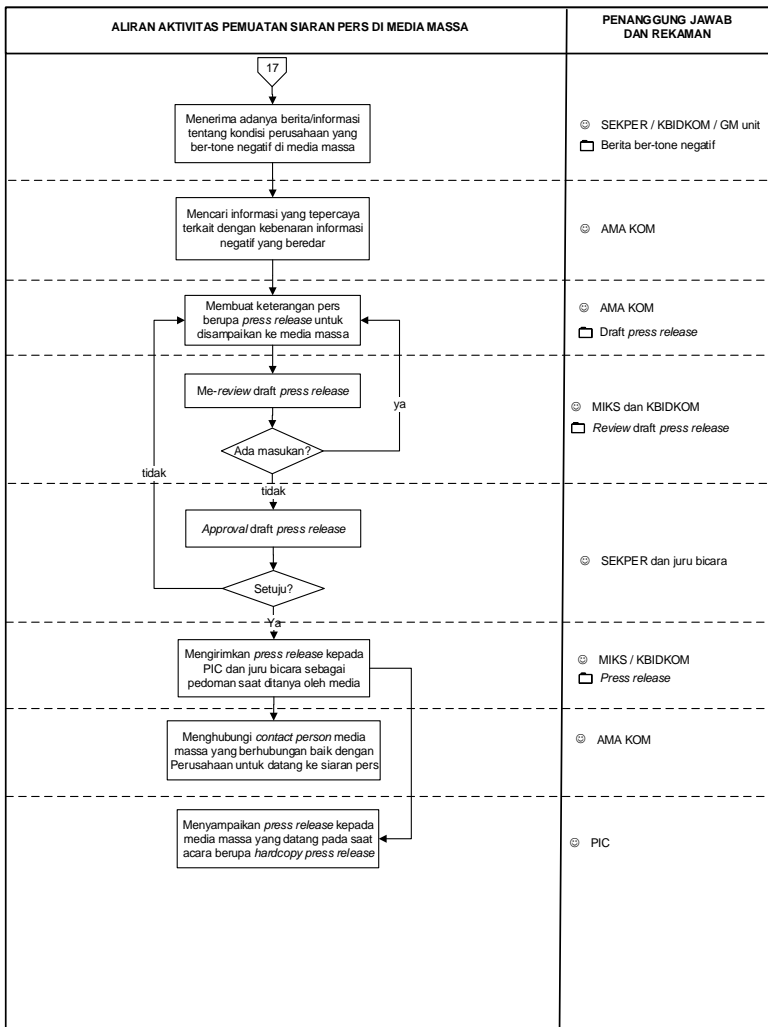 ALIRAN AKTIVITAS PEMUATAN SIARAN PERS DI MEDIA MASSA
PENANGGUNG JAWAB
DAN REKAMAN
17
Menerima adanya berita/informasi
tentang kondisi perusahaan yang
ber-tone negatif di media massa
☺ SEKPER / KBIDKOM / GM unit
Berita ber-tone negatif
Mencari informasi yang tepercaya
terkait dengan kebenaran informasi
negatif yang beredar
☺ AMA KOM
Membuat keterangan pers
berupa press release untuk
disampaikan ke media massa
☺ AMA KOM
Draft press release
Me-review draft press release
ya
☺ MIKS dan KBIDKOM
Review draft press release
Ada masukan?
tidak
tidak
Approval draft press release
☺ SEKPER dan juru bicara
Setuju?
Ya
Mengirimkan press release kepada
PIC dan juru bicara sebagai
pedoman saat ditanya oleh media
☺ MIKS / KBIDKOM
Press release
Menghubungi contact person media
massa yang berhubungan baik dengan
Perusahaan untuk datang ke siaran pers
☺ AMA KOM
Menyampaikan press release kepada
media massa yang datang pada saat
acara berupa hardcopy press release
☺ PIC